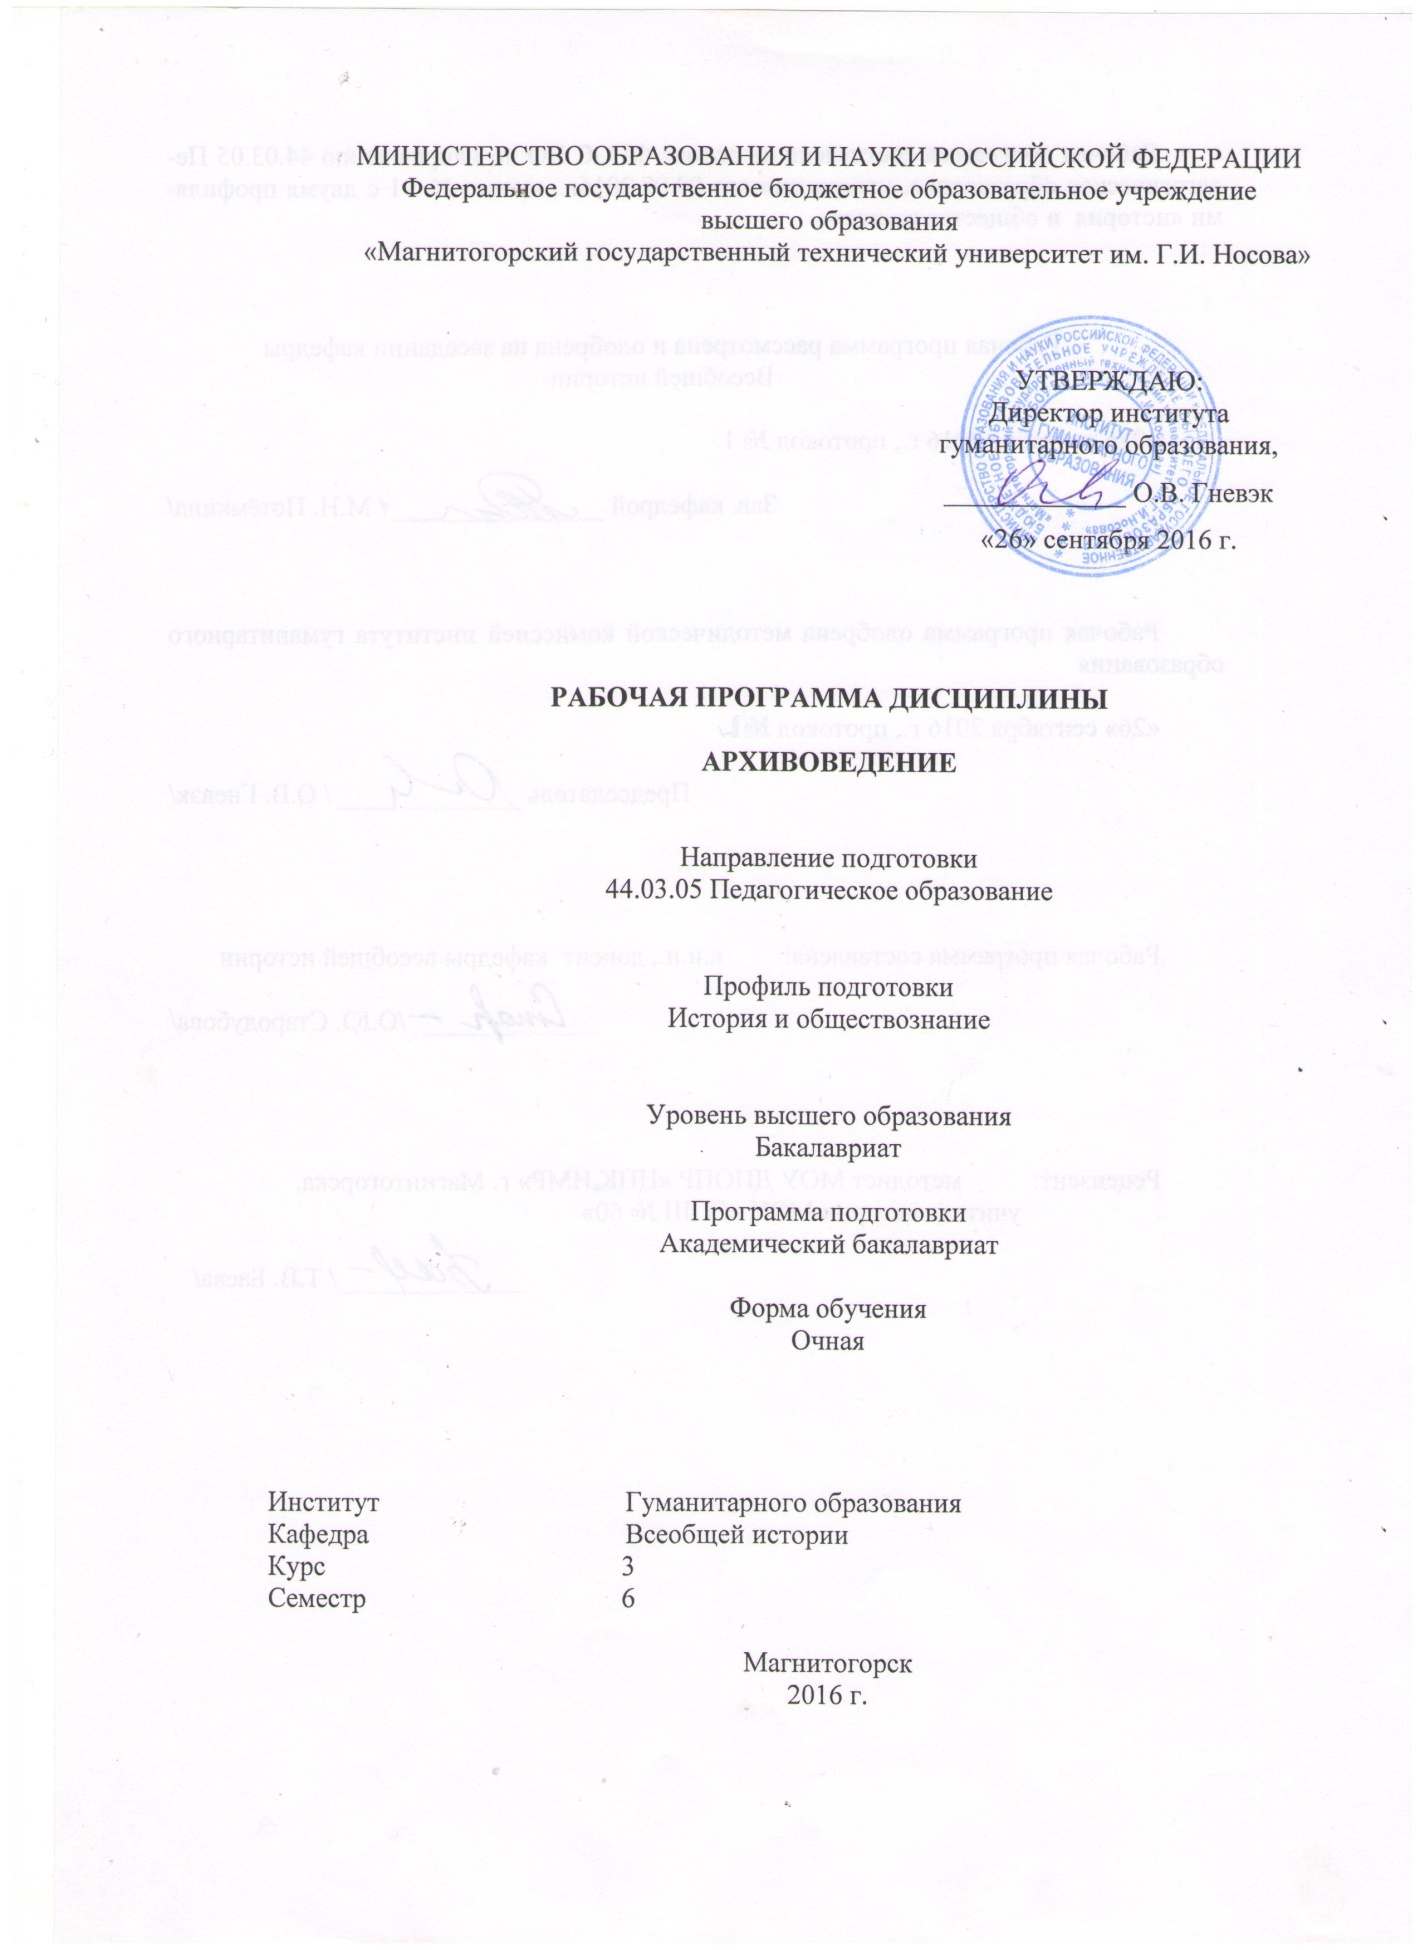 МИНИСТЕРСТВО ОБРАЗОВАНИЯ И НАУКИ РОССИЙСКОЙ ФЕДЕРАЦИИ
Федеральное государственное бюджетное образовательное учреждение
высшего образования
«Магнитогорский государственный технический университет им. Г.И. Носова»
УТВЕРЖДАЮ:
Директор института
гуманитарного образования,
О.В. Гневэк
«26» сентября 2016 г.
ИНСТИТУТ
ГУМАНИТАРНОГО
ОБРАЗОВАНИЯ
РАБОЧАЯ ПРОГРАММА ДИСЦИПЛИНЫ
АРХИВОВЕДЕНИЕ
Направление подготовки
44.03.05 Педагогическое образование
Профиль подготовки
История и обществознание
Уровень высшего образования
Бакалавриат
Программа подготовки
Академический бакалавриат
Форма обучения
Очная
Институт Гуманитарного образования
Кафедра Всеобщей истории
Курс 3
Семестр 6
Магнитогорск
2016 г.